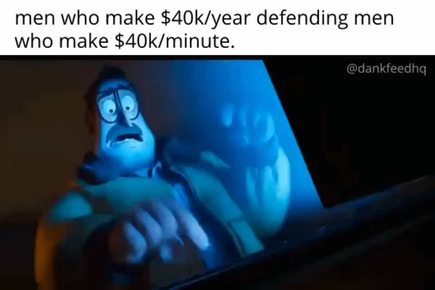 men who make $40k/year defending men
who make $40k/minute.
@dankfeedhq